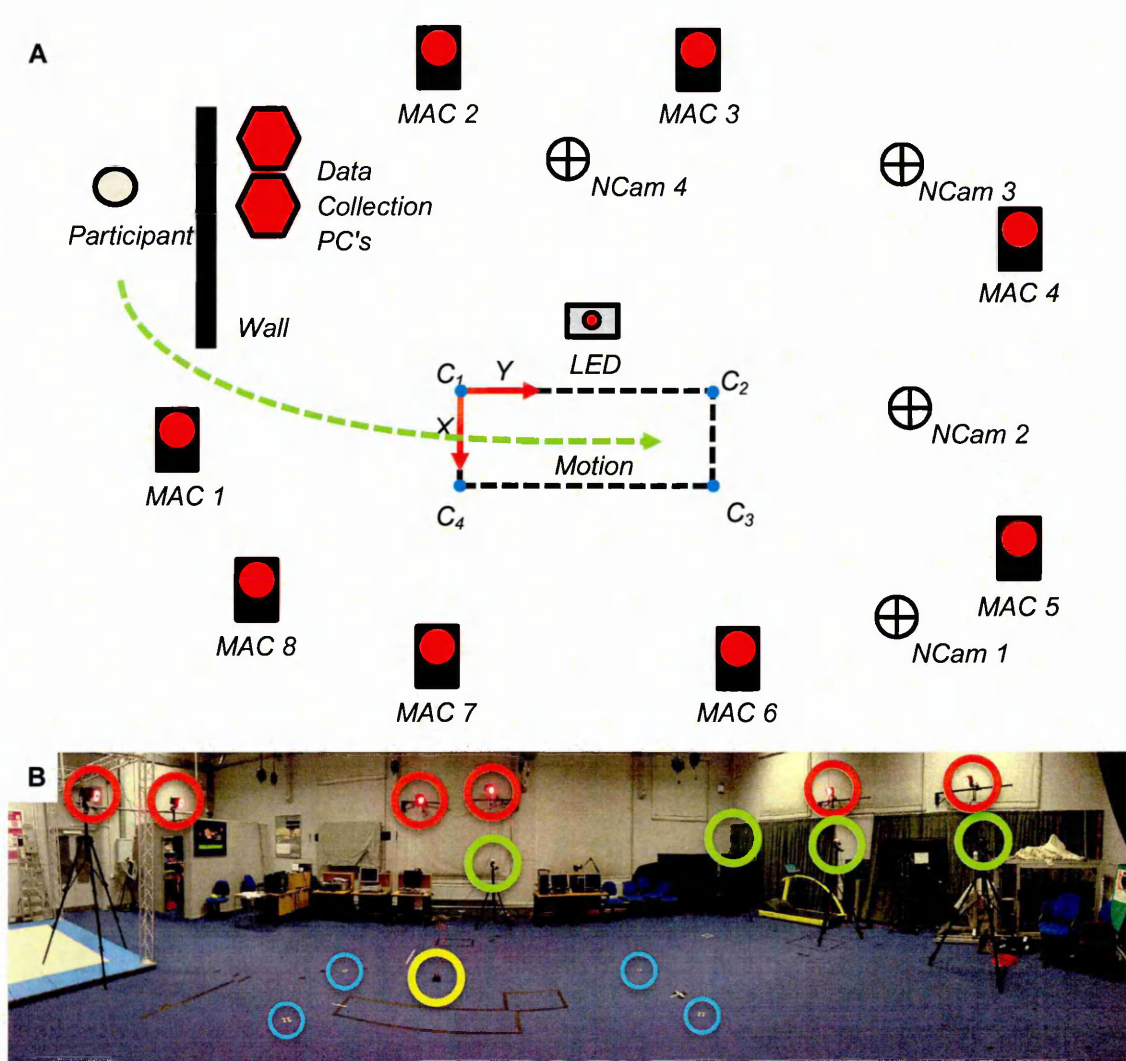 A
MAC 2
MAC 3
Data
Collection
PC's
NCam 4
NCam 3
Participant
MAC 4
Wall
LED
C1
Y
C2
X
NCam 2
Motion
MAC 1
C4
C3
MAC 5
MAC 8
NCam 1
MAC 7
MAC 6
B